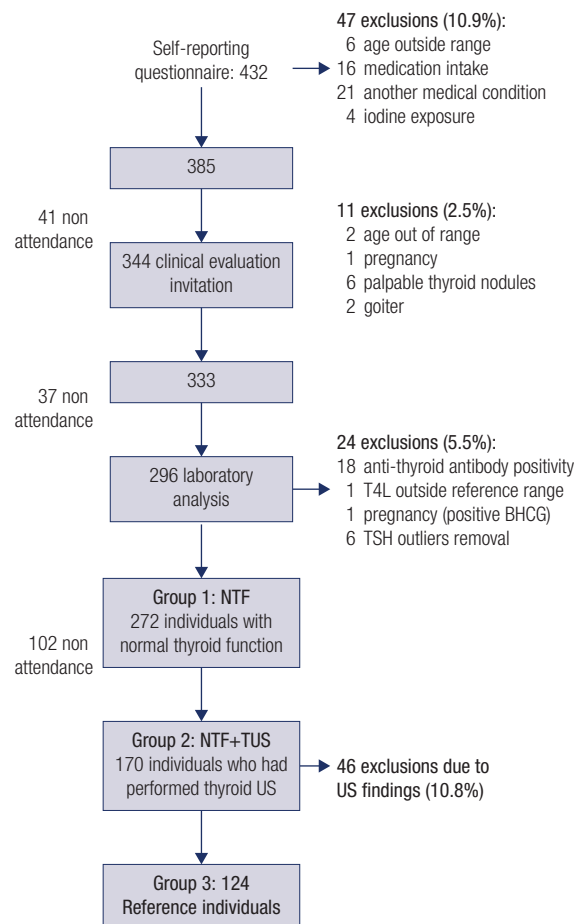 Self-reporting
questionnaire: 432
47 exclusions (10.9%):
6 age outside range
16 medication intake
21 another medical condition
4 iodine exposure
385
41 non
attendance
344 clinical evaluation
invitation
11 exclusions (2.5%):
2 age out of range
1 pregnancy
6 palpable thyroid nodules
2 goiter
333
37 non
attendance
296 laboratory
analysis
24 exclusions (5.5%):
18 anti-thyroid antibody positivity
1 T4L outside reference range
1 pregnancy (positive BHCG)
6 TSH outliers removal
Group 1: NTF
272 individuals with
normal thyroid function
102 non
attendance
Group 2: NTF+TUS
170 individuals who had
performed thyroid US
46 exclusions due to
US findings (10.8%)
Group 3: 124
Reference individuals